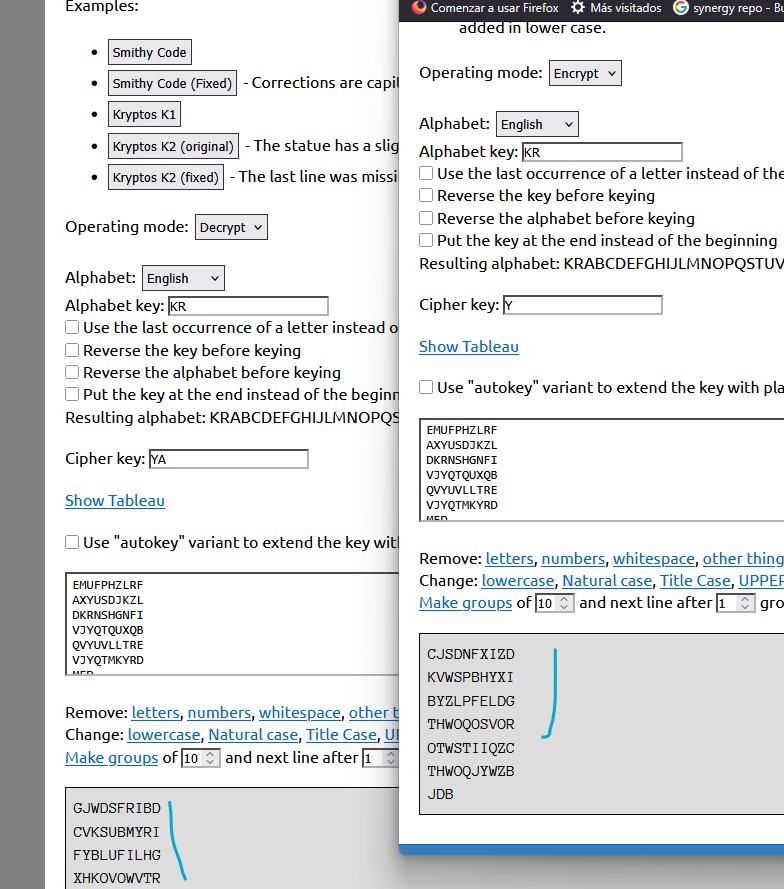 Examples:
Smithy Code
Smithy Code (Fixed) - Corrections are capi
Kryptos K1
Kryptos K2 (original) - The statue has a slig
Kryptos K2 (fixed) - The last line was missi
Operating mode: Decrypt
Alphabet: English
Alphabet key: KR
Use the last occurrence of a letter instead o
Reverse the key before keying
Reverse the alphabet before keying
Put the key at the end instead of the beginn
Resulting alphabet: KRABCDEFGHIJLMNOPQS
Cipher key: YA
Show Tableau
Use "autokey" variant to extend the key wit
EMUFPHZLRF
AXYUSDJKZL
DKRNSHGNFI
VJYQTQUXQB
QVYUVLLTRE
VJYQTMKYRD
MFD
Remove: letters, numbers, whitespace, other t
Change: lowercase, Natural case, Title Case, U
Make groups of 10 and next line after 1
GJWDSFRIBD
CVKSUBMYRI
FYBLUFILHG
XHKOVOWVTR
Comenzar a usar Firefox Más visitados synergy repo - Bu
added in lower case.
Operating mode: Encrypt
Alphabet: English
Alphabet key: KR
Use the last occurrence of a letter instead of the
Reverse the key before keying
Reverse the alphabet before keying
Put the key at the end instead of the beginning
Resulting alphabet: KRABCDEFGHIJLMNOPQSTUV
Cipher key: Y
Show Tableau
Use "autokey" variant to extend the key with pla
EMUFPHZLRF
AXYUSDJKZL
DKRNSHGNFI
VJYQTQUXQB
QVYUVLLTRE
VJYQTMKYRD
MFD
Remove: letters, numbers, whitespace, other thing
Change: lowercase, Natural case, Title Case, UPPER
Make groups of 10 and next line after 1 gro
CJSDNFXIZD
KVWSPBHYXI
BYZLPFELDG
THWOQOSVOR
OTWSTIIQZC
THWOQJYWZB
JDB